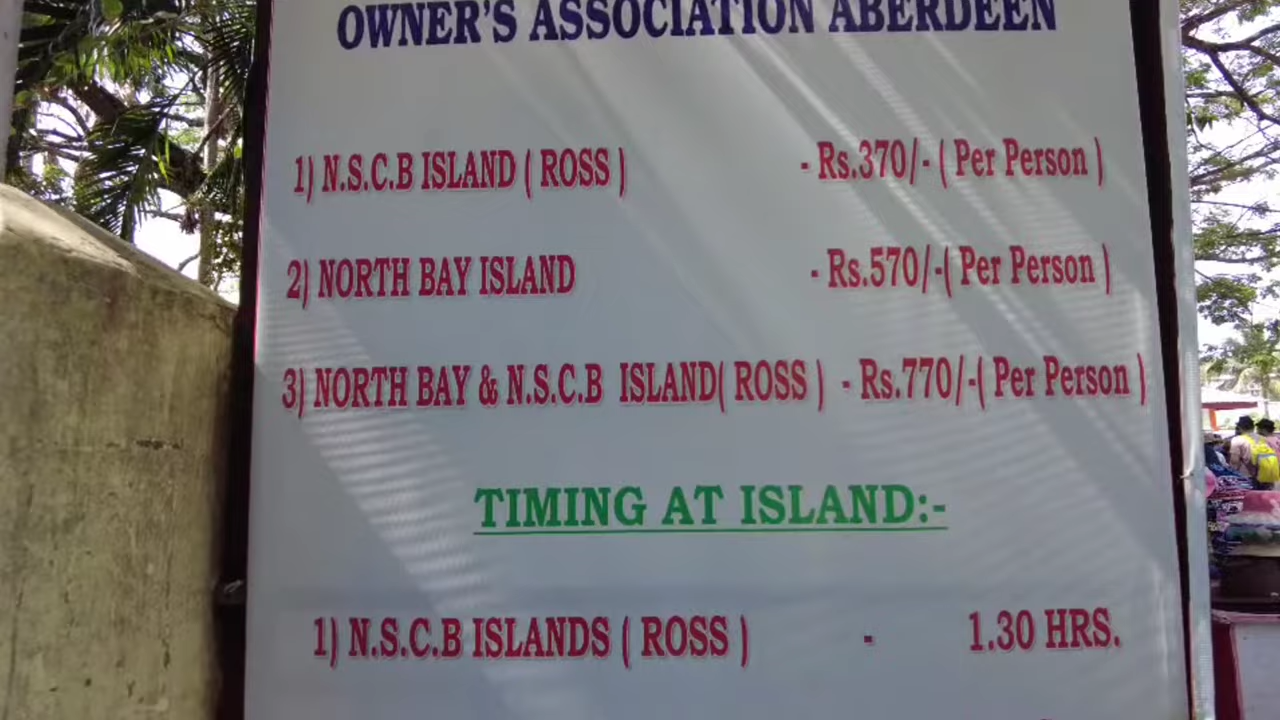 OWNER'S ASSOCIATION ABERDEEN
1) N.S.C.B ISLAND ( ROSS ) - Rs.370/- ( Per Person )
2) NORTH BAY ISLAND - Rs.570/-( Per Person )
3) NORTH BAY & N.S.C.B ISLAND( ROSS ) - Rs.770/-( Per Person )
TIMING AT ISLAND:-
1) N.S.C.B ISLANDS ( ROSS ) - 1.30 HRS.